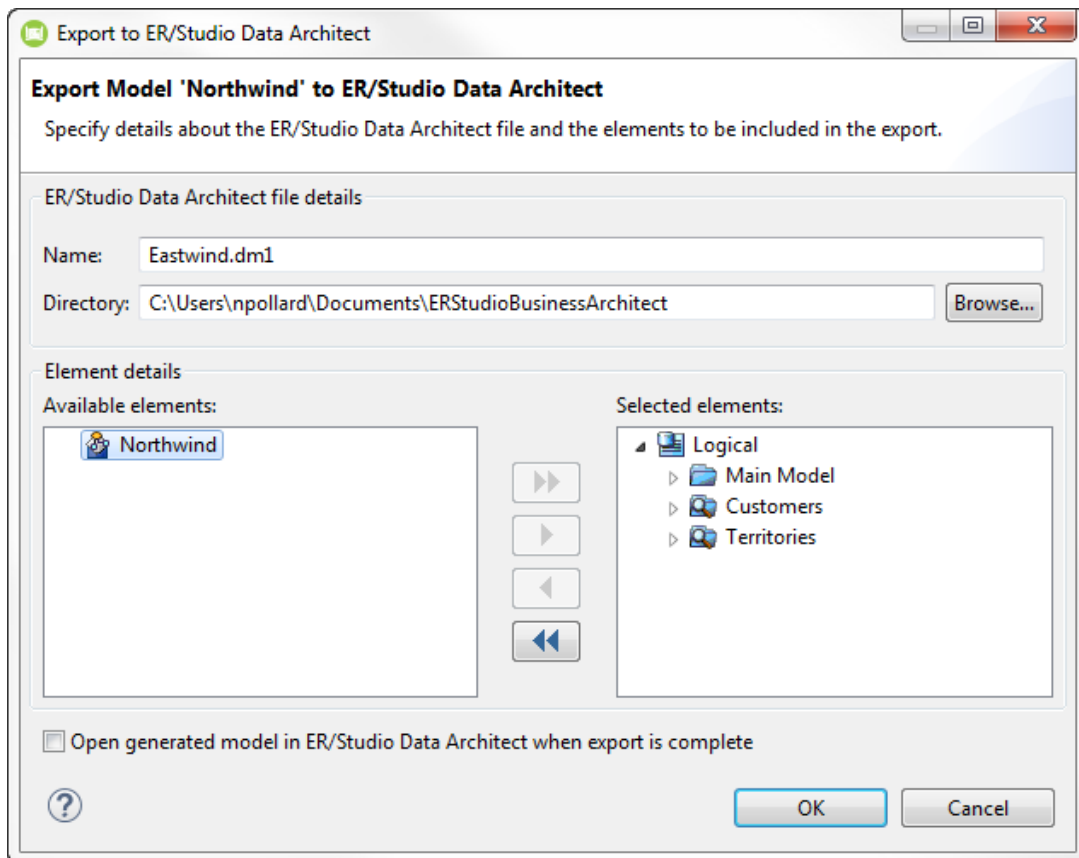 Export to ER/Studio Data Architect
Export Model 'Northwind' to ER/Studio Data Architect
Specify details about the ER/Studio Data Architect file and the elements to be included in the export.
ER/Studio Data Architect file details
Name: Eastwind.dm1
Directory: C:\Users\npollard\Documents\ERStudioBusinessArchitect Browse...
Element details
Available elements: Selected elements:
Northwind Logical
Main Model
Customers
Territories
Open generated model in ER/Studio Data Architect when export is complete
OK Cancel